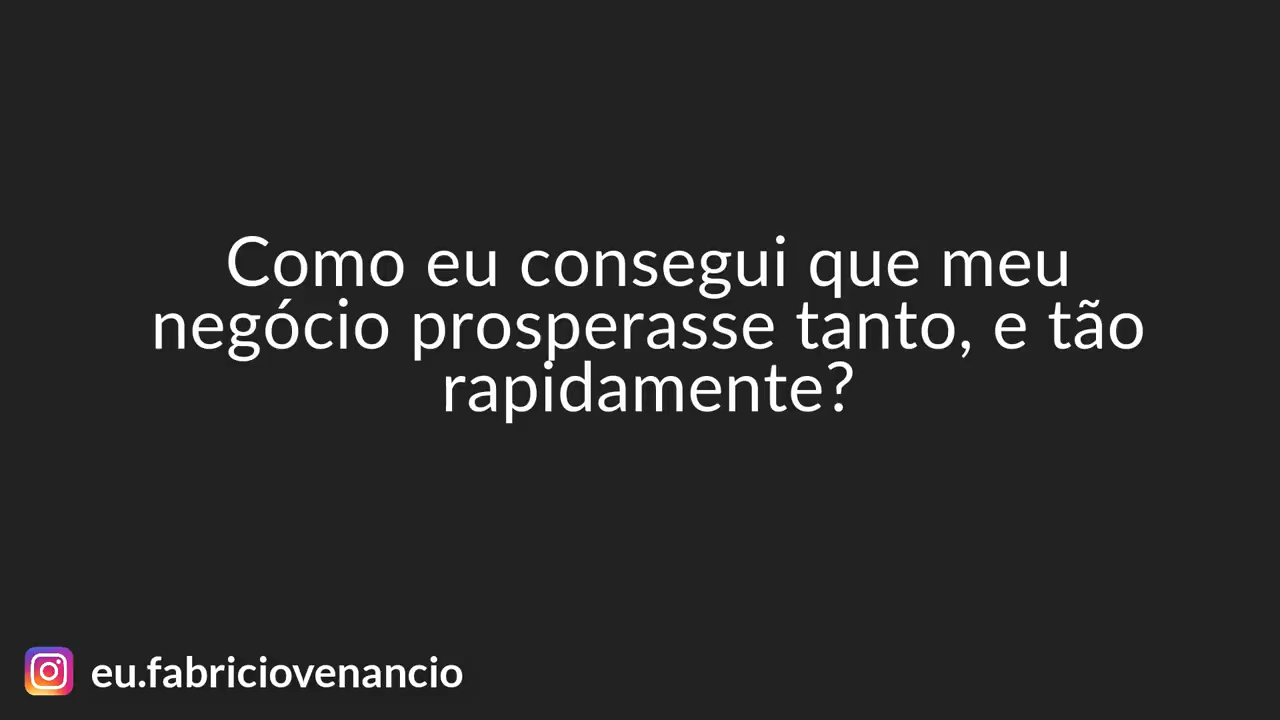 Como eu consegui que meu
negócio prosperasse tanto, e tão
rapidamente?
eu.fabriciovenancio